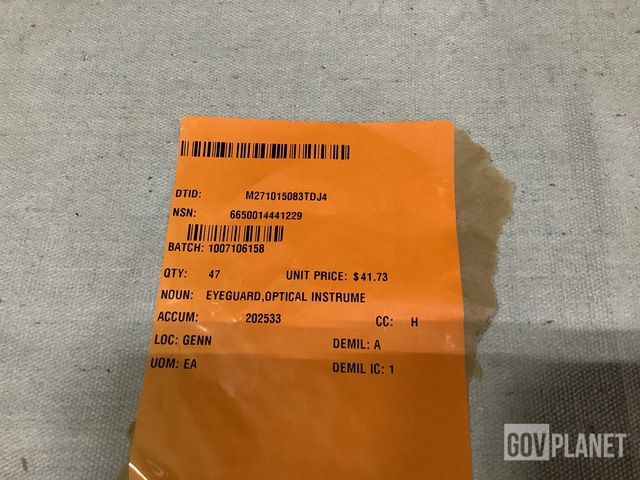 DTID: M271015083TDJ4
NSN: 6650014441229
BATCH: 1007106158
QTY: 47 UNIT PRICE: $41.73
NOUN: EYEGUARD,OPTICAL INSTRUME
ACCUM: 202533 CC: H
LOC: GENN DEMIL: A
UOM: EA DEMIL IC: 1
GOVPLANET